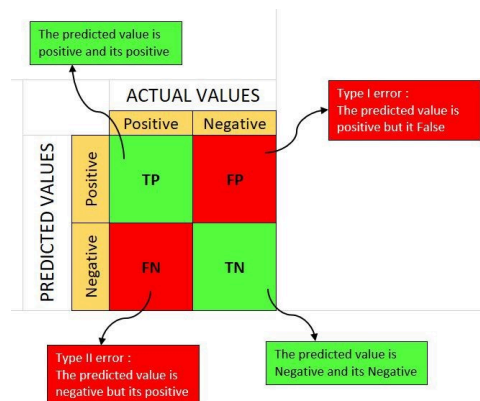 The predicted value is
positive and its positive
ACTUAL VALUES
Positive
Negative
Type I error :
The predicted value is
positive but it False
PREDICTED VALUES
Positive
TP
FP
Negative
FN
TN
Type II error :
The predicted value is
negative but its positive
The predicted value is
Negative and its Negative